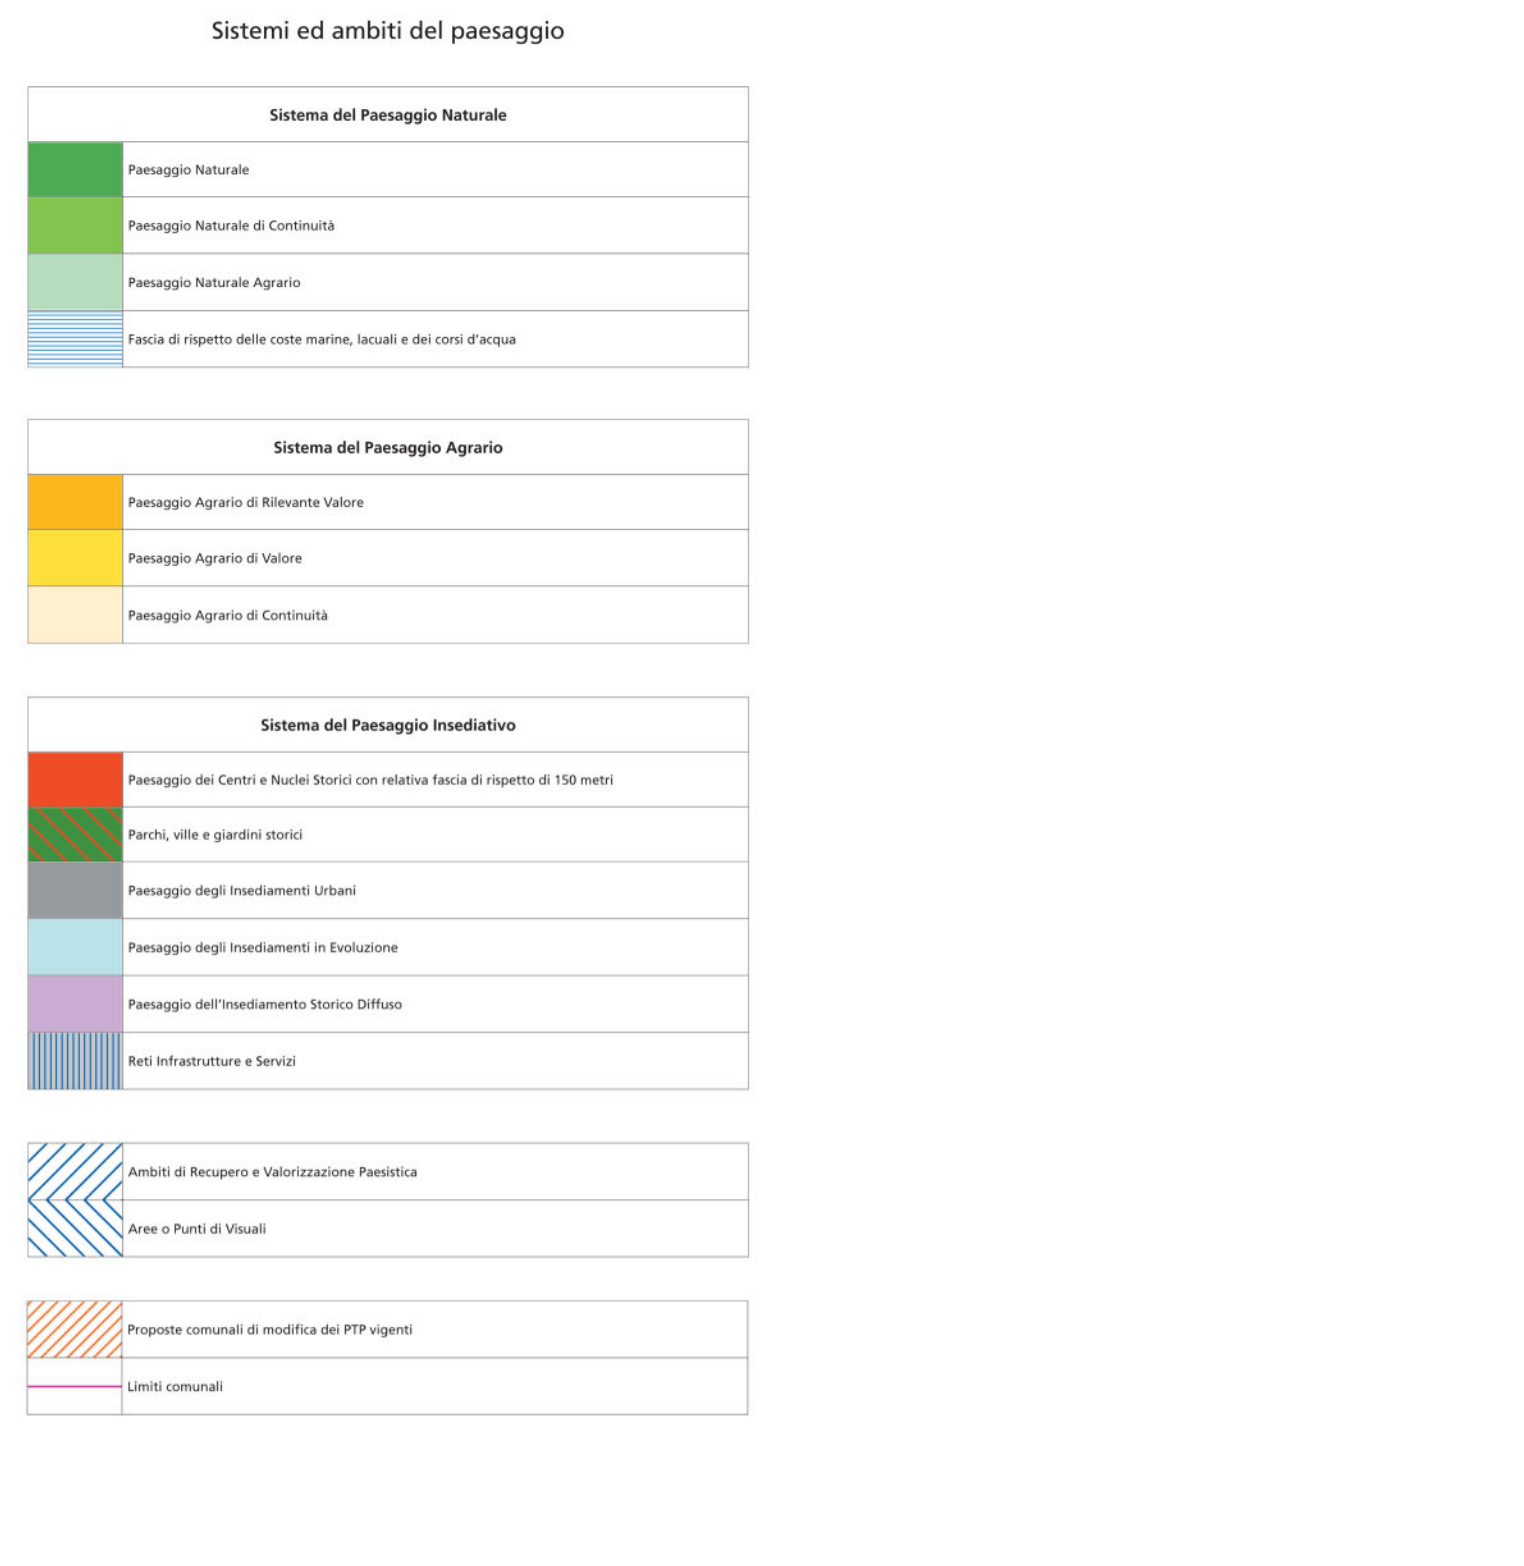 Sistemi ed ambiti del paesaggio
Sistema del Paesaggio Naturale
Paesaggio Naturale
Paesaggio Naturale di Continuità
Paesaggio Naturale Agrario
Fascia di rispetto delle coste marine, lacuali e dei corsi d’acqua
Sistema del Paesaggio Agrario
Paesaggio Agrario di Rilevante Valore
Paesaggio Agrario di Valore
Paesaggio Agrario di Continuità
Sistema del Paesaggio Insediativo
Paesaggio dei Centri e Nuclei Storici con relativa fascia di rispetto di 150 metri
Parchi, ville e giardini storici
Paesaggio degli Insediamenti Urbani
Paesaggio degli Insediamenti in Evoluzione
Paesaggio dell’Insediamento Storico Diffuso
Reti Infrastrutture e Servizi
Ambiti di Recupero e Valorizzazione Paesistica
Aree o Punti di Visuali
Proposte comunali di modifica dei PTP vigenti
Limiti comunali